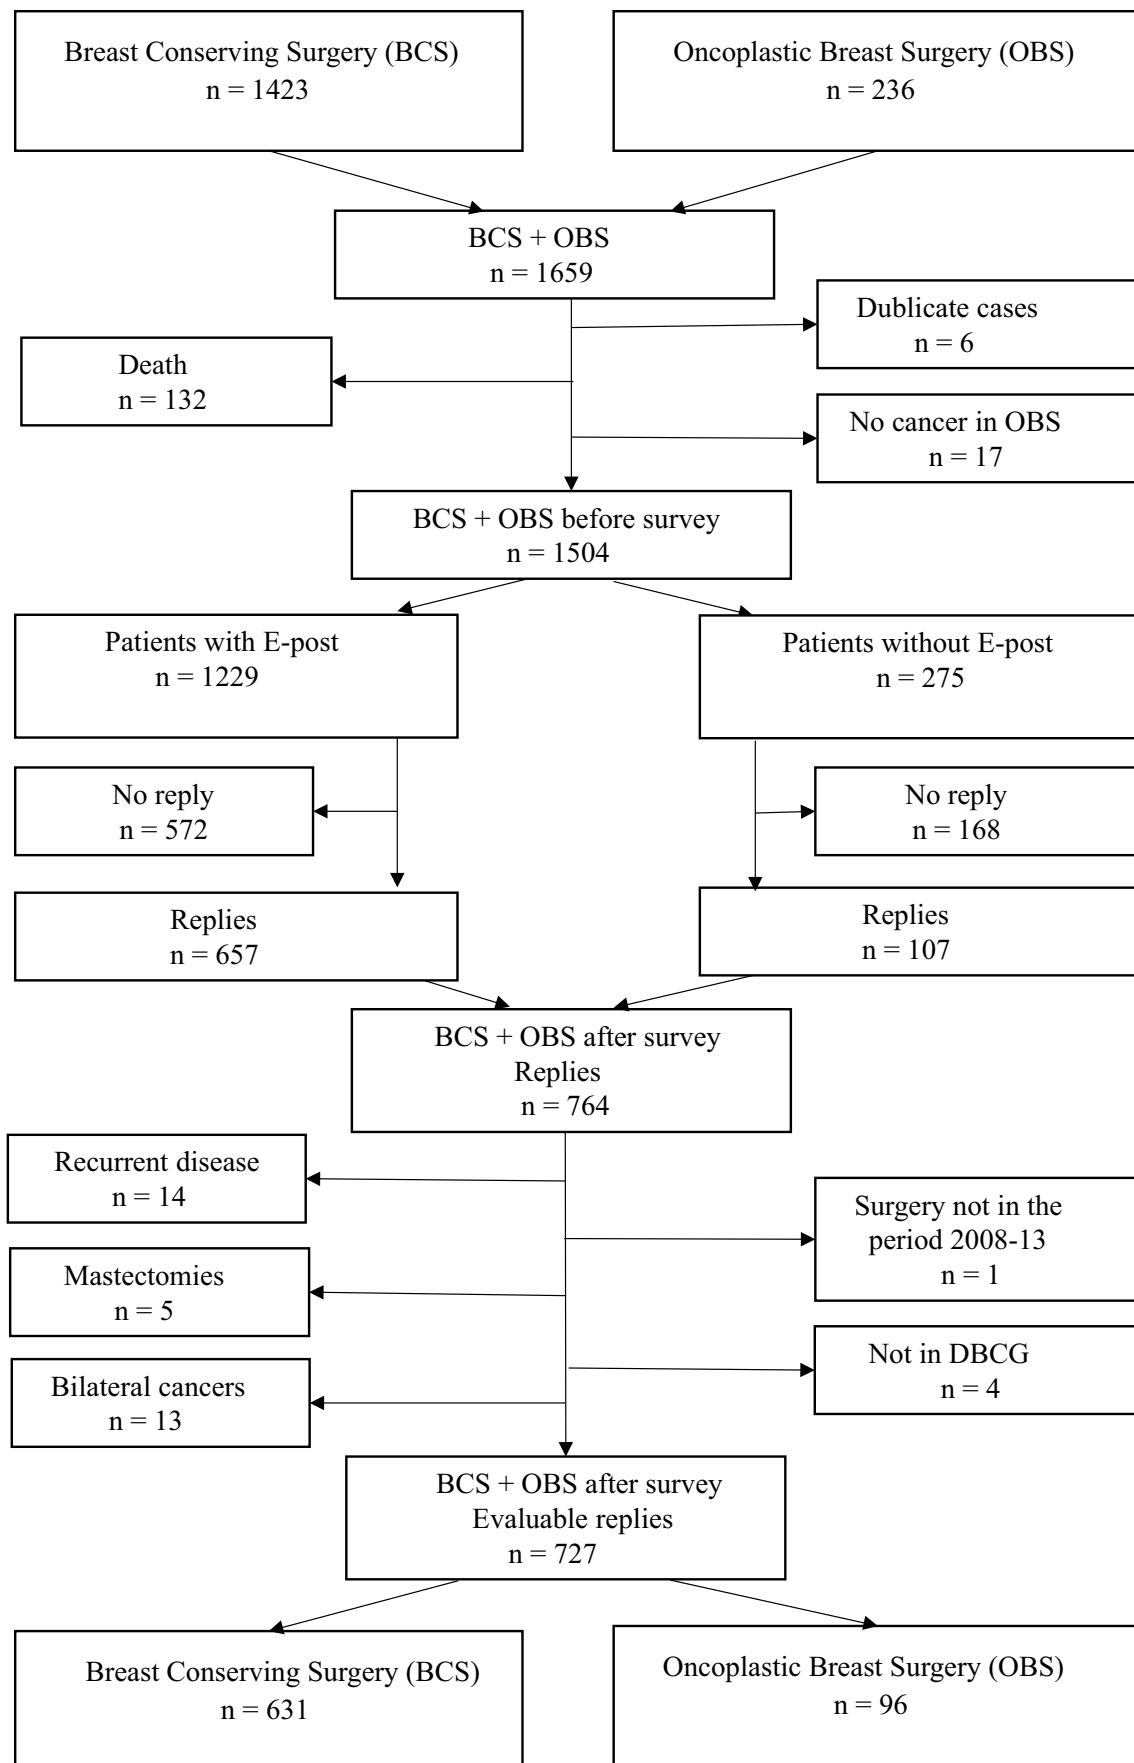 Breast Conserving Surgery (BCS)
n = 1423
Oncoplastic Breast Surgery (OBS)
n = 236
BCS + OBS
n = 1659
Dublicate cases
n = 6
Death
n = 132
No cancer in OBS
n = 17
BCS + OBS before survey
n = 1504
Patients with E-post
n = 1229
Patients without E-post
n = 275
No reply
n = 572
No reply
n = 168
Replies
n = 657
Replies
n = 107
BCS + OBS after survey
Replies
n = 764
Recurrent disease
n = 14
Surgery not in the
period 2008-13
n = 1
Mastectomies
n = 5
Not in DBCG
n = 4
Bilateral cancers
n = 13
BCS + OBS after survey
Evaluable replies
n = 727
Breast Conserving Surgery (BCS)
n = 631
Oncoplastic Breast Surgery (OBS)
n = 96